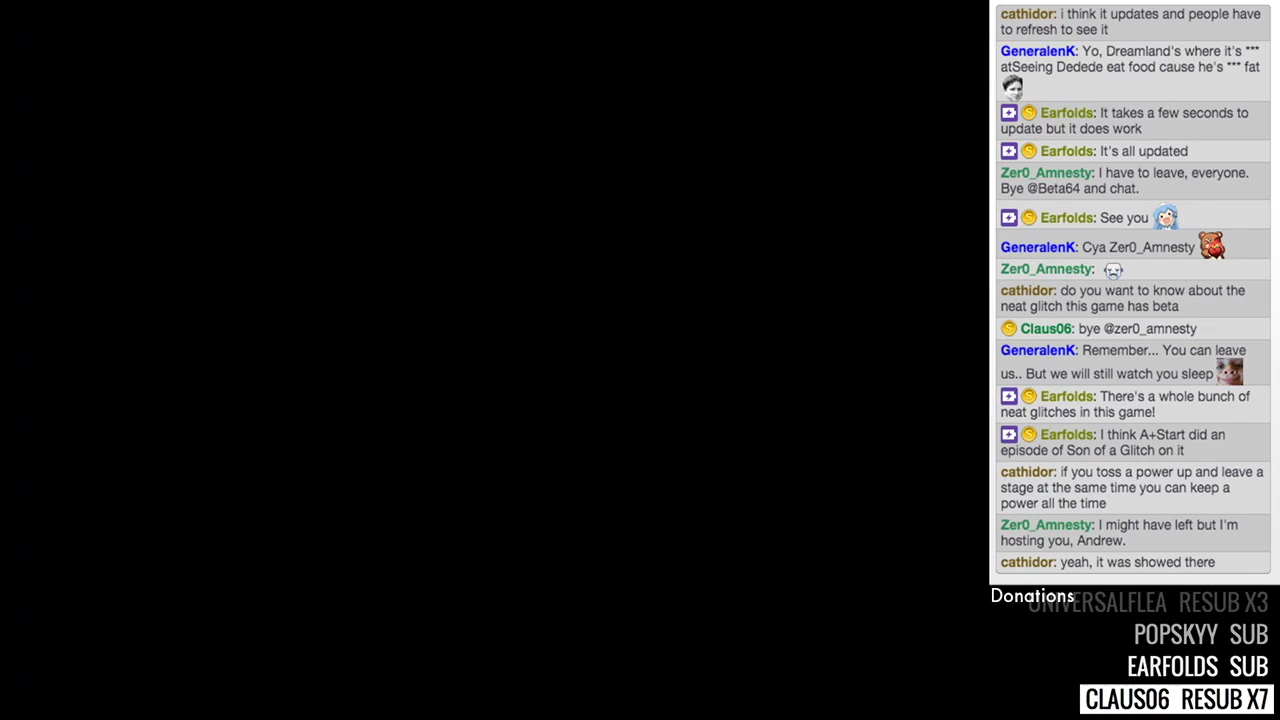 cathidor: i think it updates and people have
to refresh to see it
GeneralenK: Yo, Dreamland's where it's ***
atSeeing Dedede eat food cause he's *** fat
Earfolds: It takes a few seconds to
update but it does work
Earfolds: It's all updated
Zer0_Amnesty: I have to leave, everyone.
Bye @Beta64 and chat.
Earfolds: See you
GeneralenK: Cya Zer0_Amnesty
Zer0_Amnesty:
cathidor: do you want to know about the
neat glitch this game has beta
Claus06: bye @zer0_amnesty
GeneralenK: Remember... You can leave
us.. But we will still watch you sleep
Earfolds: There's a whole bunch of
neat glitches in this game!
Earfolds: I think A+Start did an
episode of Son of a Glitch on it
cathidor: if you toss a power up and leave a
stage at the same time you can keep a
power all the time
Zer0_Amnesty: I might have left but I'm
hosting you, Andrew.
cathidor: yeah, it was showed there
Donations
UNIVERSALFLEA RESUB X3
POPSKYY SUB
EARFOLDS SUB
CLAUS06 RESUB X7